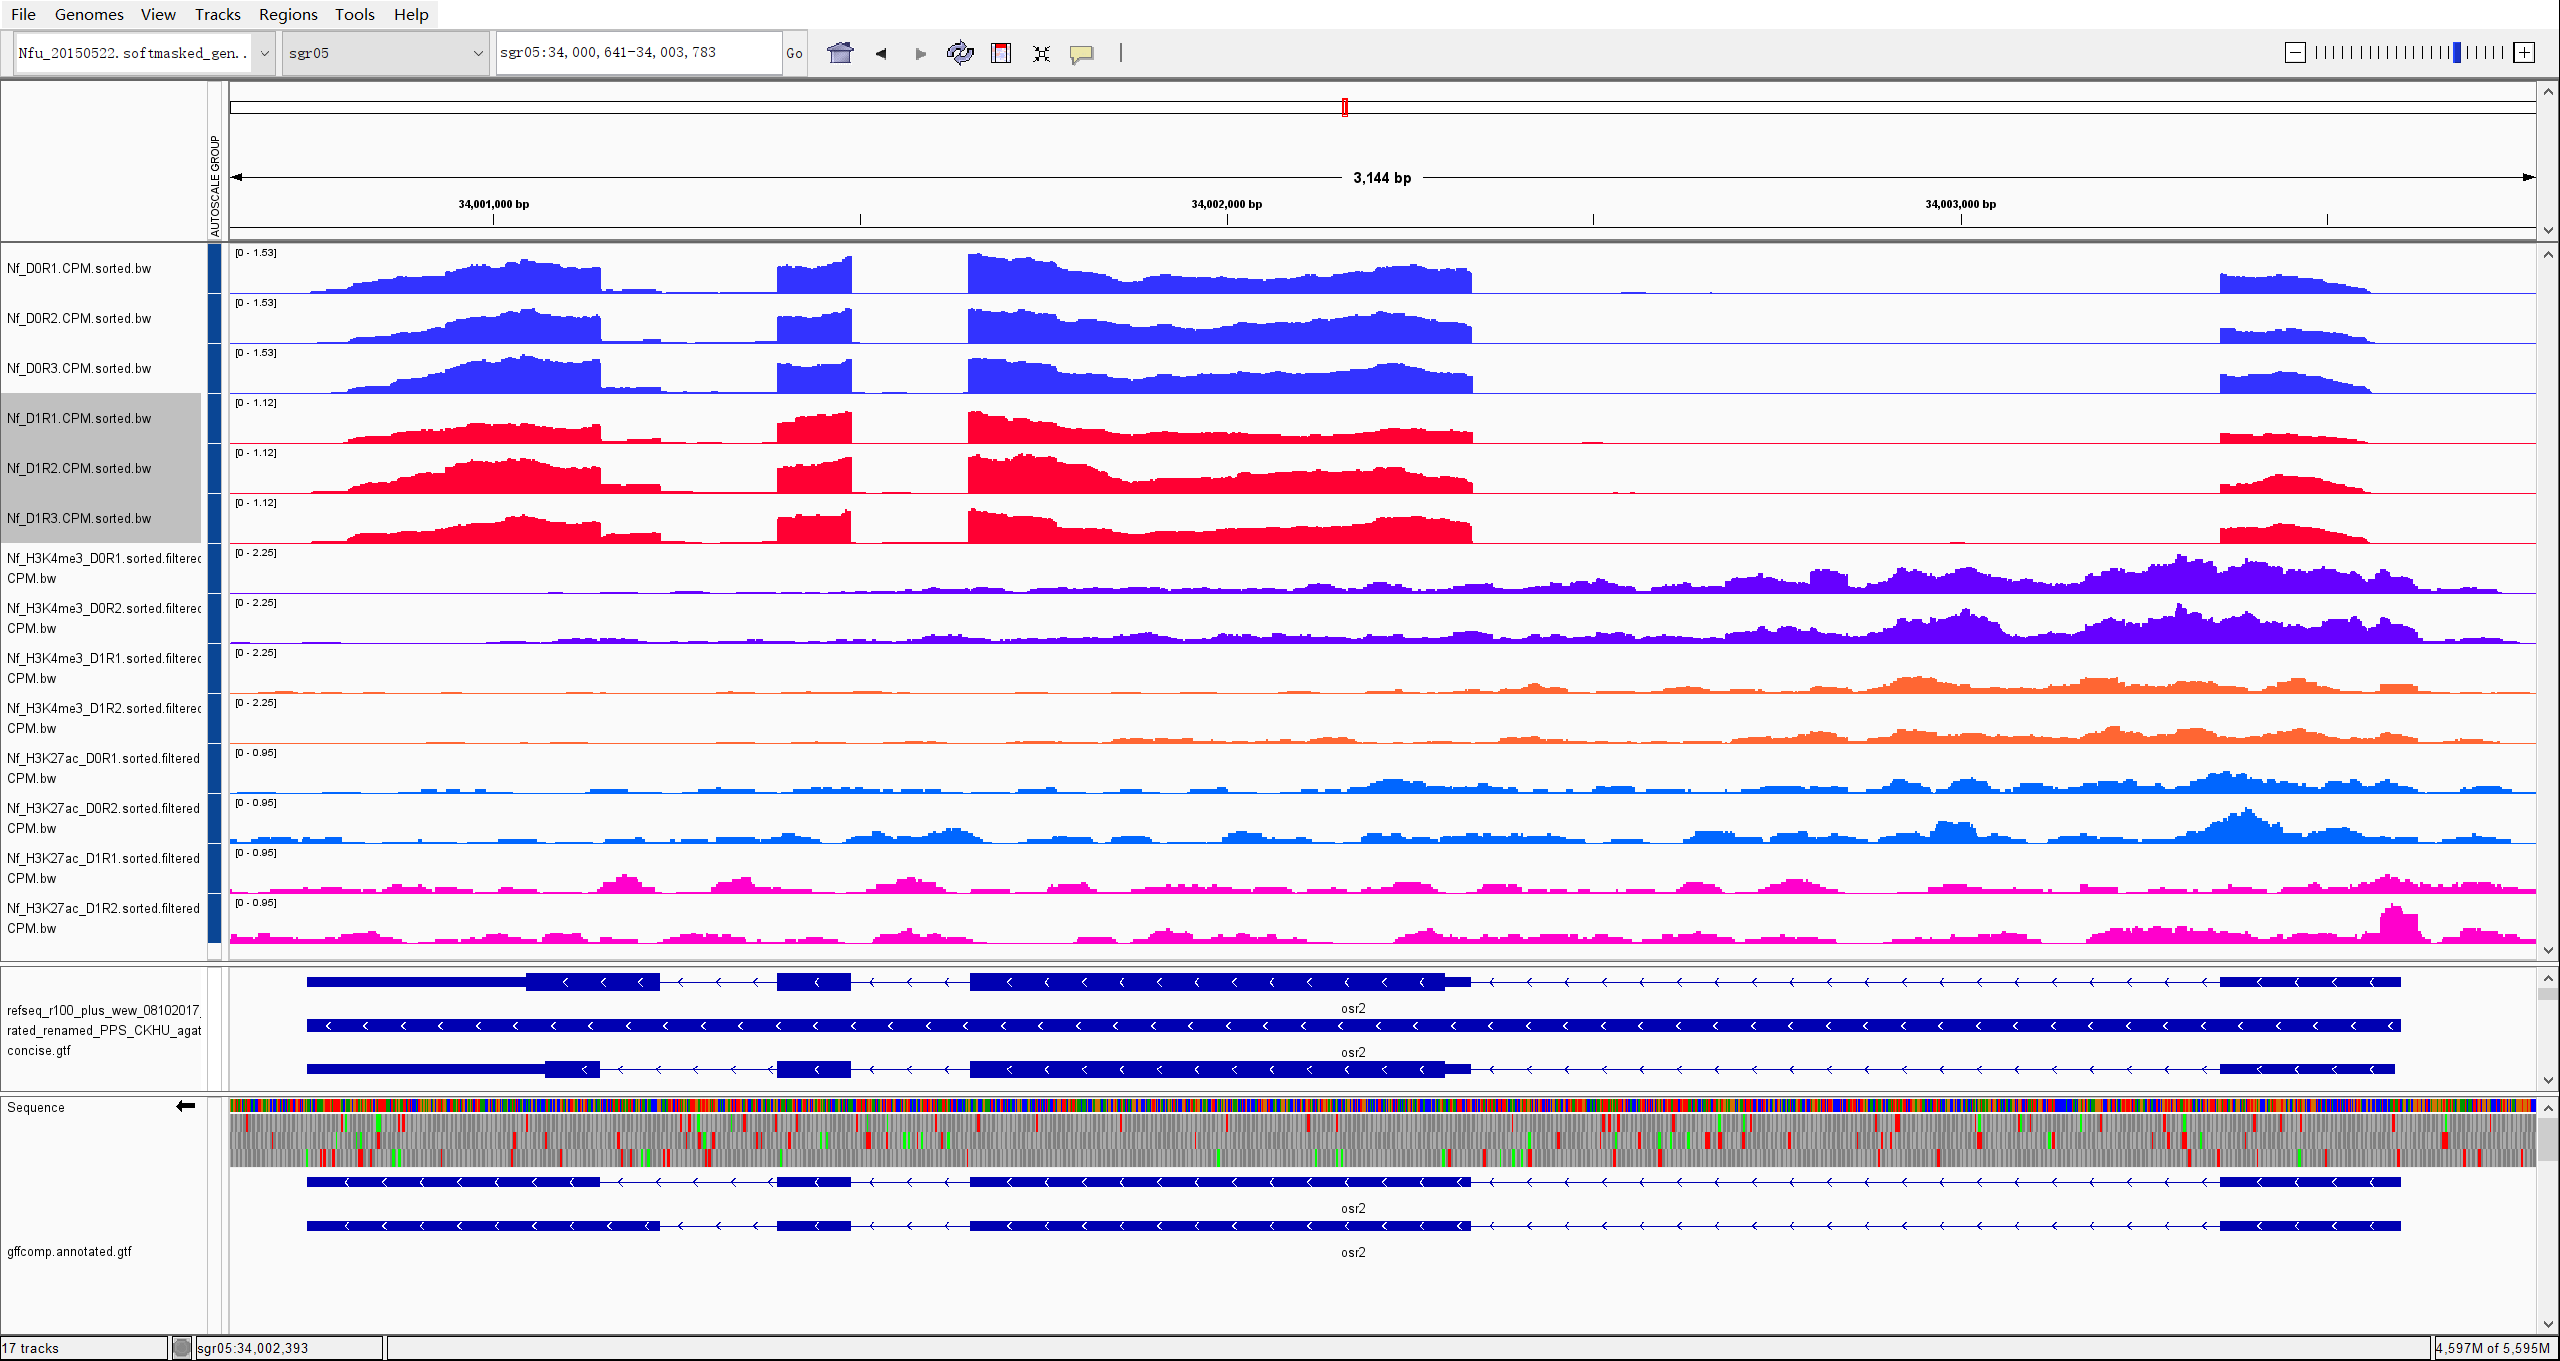 File Genomes View Tracks Regions Tools Help
Nfu_20150522.softmasked_gen.. sgr05 sgr05:34,000,641-34,003,783 Go
AUTOSCALE GROUP
3,144 bp
34,001,000 bp 34,002,000 bp 34,003,000 bp
[0 - 1.53]
Nf_D0R1.CPM.sorted.bw
[0 - 1.53]
Nf_D0R2.CPM.sorted.bw
[0 - 1.53]
Nf_D0R3.CPM.sorted.bw
[0 - 1.12]
Nf_D1R1.CPM.sorted.bw
[0 - 1.12]
Nf_D1R2.CPM.sorted.bw
[0 - 1.12]
Nf_D1R3.CPM.sorted.bw
Nf_H3K4me3_D0R1.sorted.filtered [0 - 2.25]
CPM.bw
Nf_H3K4me3_D0R2.sorted.filtered [0 - 2.25]
CPM.bw
Nf_H3K4me3_D1R1.sorted.filtered [0 - 2.25]
CPM.bw
Nf_H3K4me3_D1R2.sorted.filtered [0 - 2.25]
CPM.bw
Nf_H3K27ac_D0R1.sorted.filtered [0 - 0.95]
CPM.bw
Nf_H3K27ac_D0R2.sorted.filtered [0 - 0.95]
CPM.bw
Nf_H3K27ac_D1R1.sorted.filtered [0 - 0.95]
CPM.bw
Nf_H3K27ac_D1R2.sorted.filtered [0 - 0.95]
CPM.bw
osr2
refseq_r100_plus_wew_08102017_
rated_renamed_PPS_CKHU_agat
concise.gtf
osr2
Sequence
osr2
gffcomp.annotated.gtf
osr2
17 tracks sgr05:34,002,393 4,597M of 5,595M